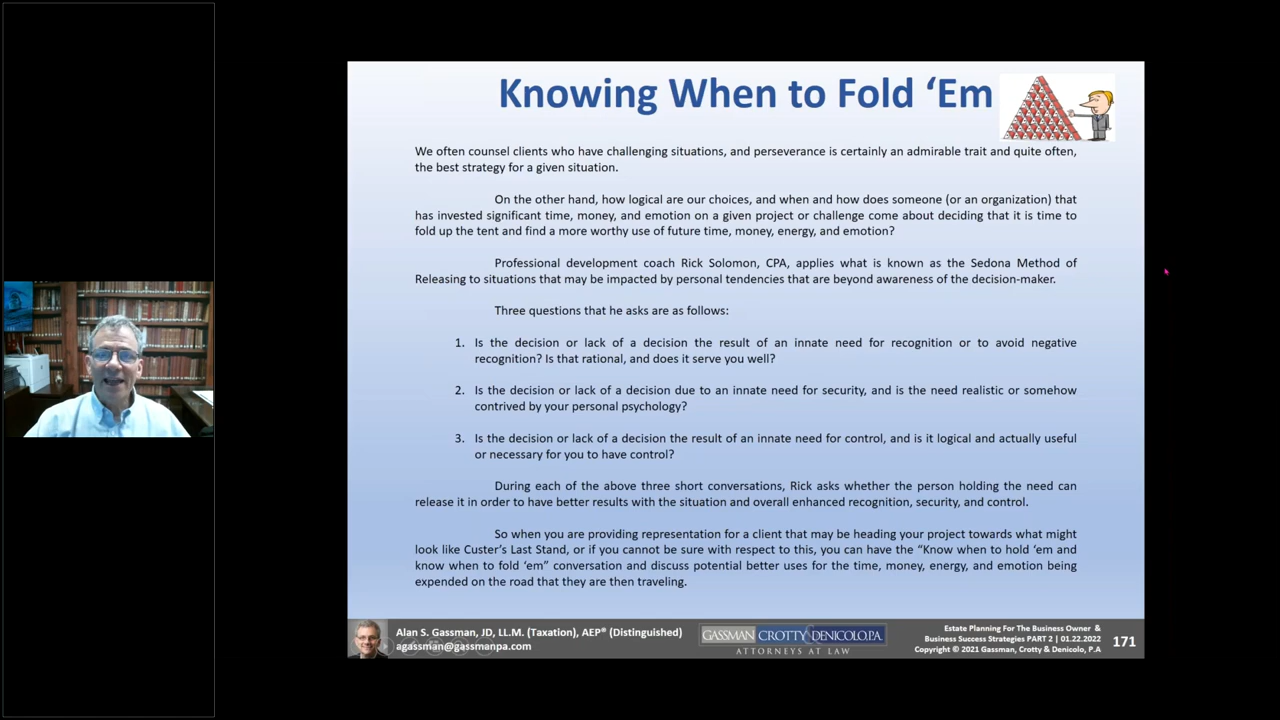 Knowing When to Fold ‘Em
We often counsel clients who have challenging situations, and perseverance is certainly an admirable trait and quite often,
the best strategy for a given situation.
On the other hand, how logical are our choices, and when and how does someone (or an organization) that
has invested significant time, money, and emotion on a given project or challenge come about deciding that it is time to
fold up the tent and find a more worthy use of future time, money, energy, and emotion?
Professional development coach Rick Solomon, CPA, applies what is known as the Sedona Method of
Releasing to situations that may be impacted by personal tendencies that are beyond awareness of the decision-maker.
Three questions that he asks are as follows:
1. Is the decision or lack of a decision the result of an innate need for recognition or to avoid negative
recognition? Is that rational, and does it serve you well?
2. Is the decision or lack of a decision due to an innate need for security, and is the need realistic or somehow
contrived by your personal psychology?
3. Is the decision or lack of a decision the result of an innate need for control, and is it logical and actually useful
or necessary for you to have control?
During each of the above three short conversations, Rick asks whether the person holding the need can
release it in order to have better results with the situation and overall enhanced recognition, security, and control.
So when you are providing representation for a client that may be heading your project towards what might
look like Custer’s Last Stand, or if you cannot be sure with respect to this, you can have the “Know when to hold ‘em and
know when to fold ‘em” conversation and discuss potential better uses for the time, money, energy, and emotion being
expended on the road that they are then traveling.
Alan S. Gassman, JD, LL.M. (Taxation), AEP® (Distinguished)
agassman@gassmanpa.com
GASSMAN CROTTY & DENICOLO, P.A.
ATTORNEYS AT LAW
Estate Planning For The Business Owner &
Business Success Strategies PART 2 | 01.22.2022
Copyright © 2021 Gassman, Crotty & Denicolo, P.A
171